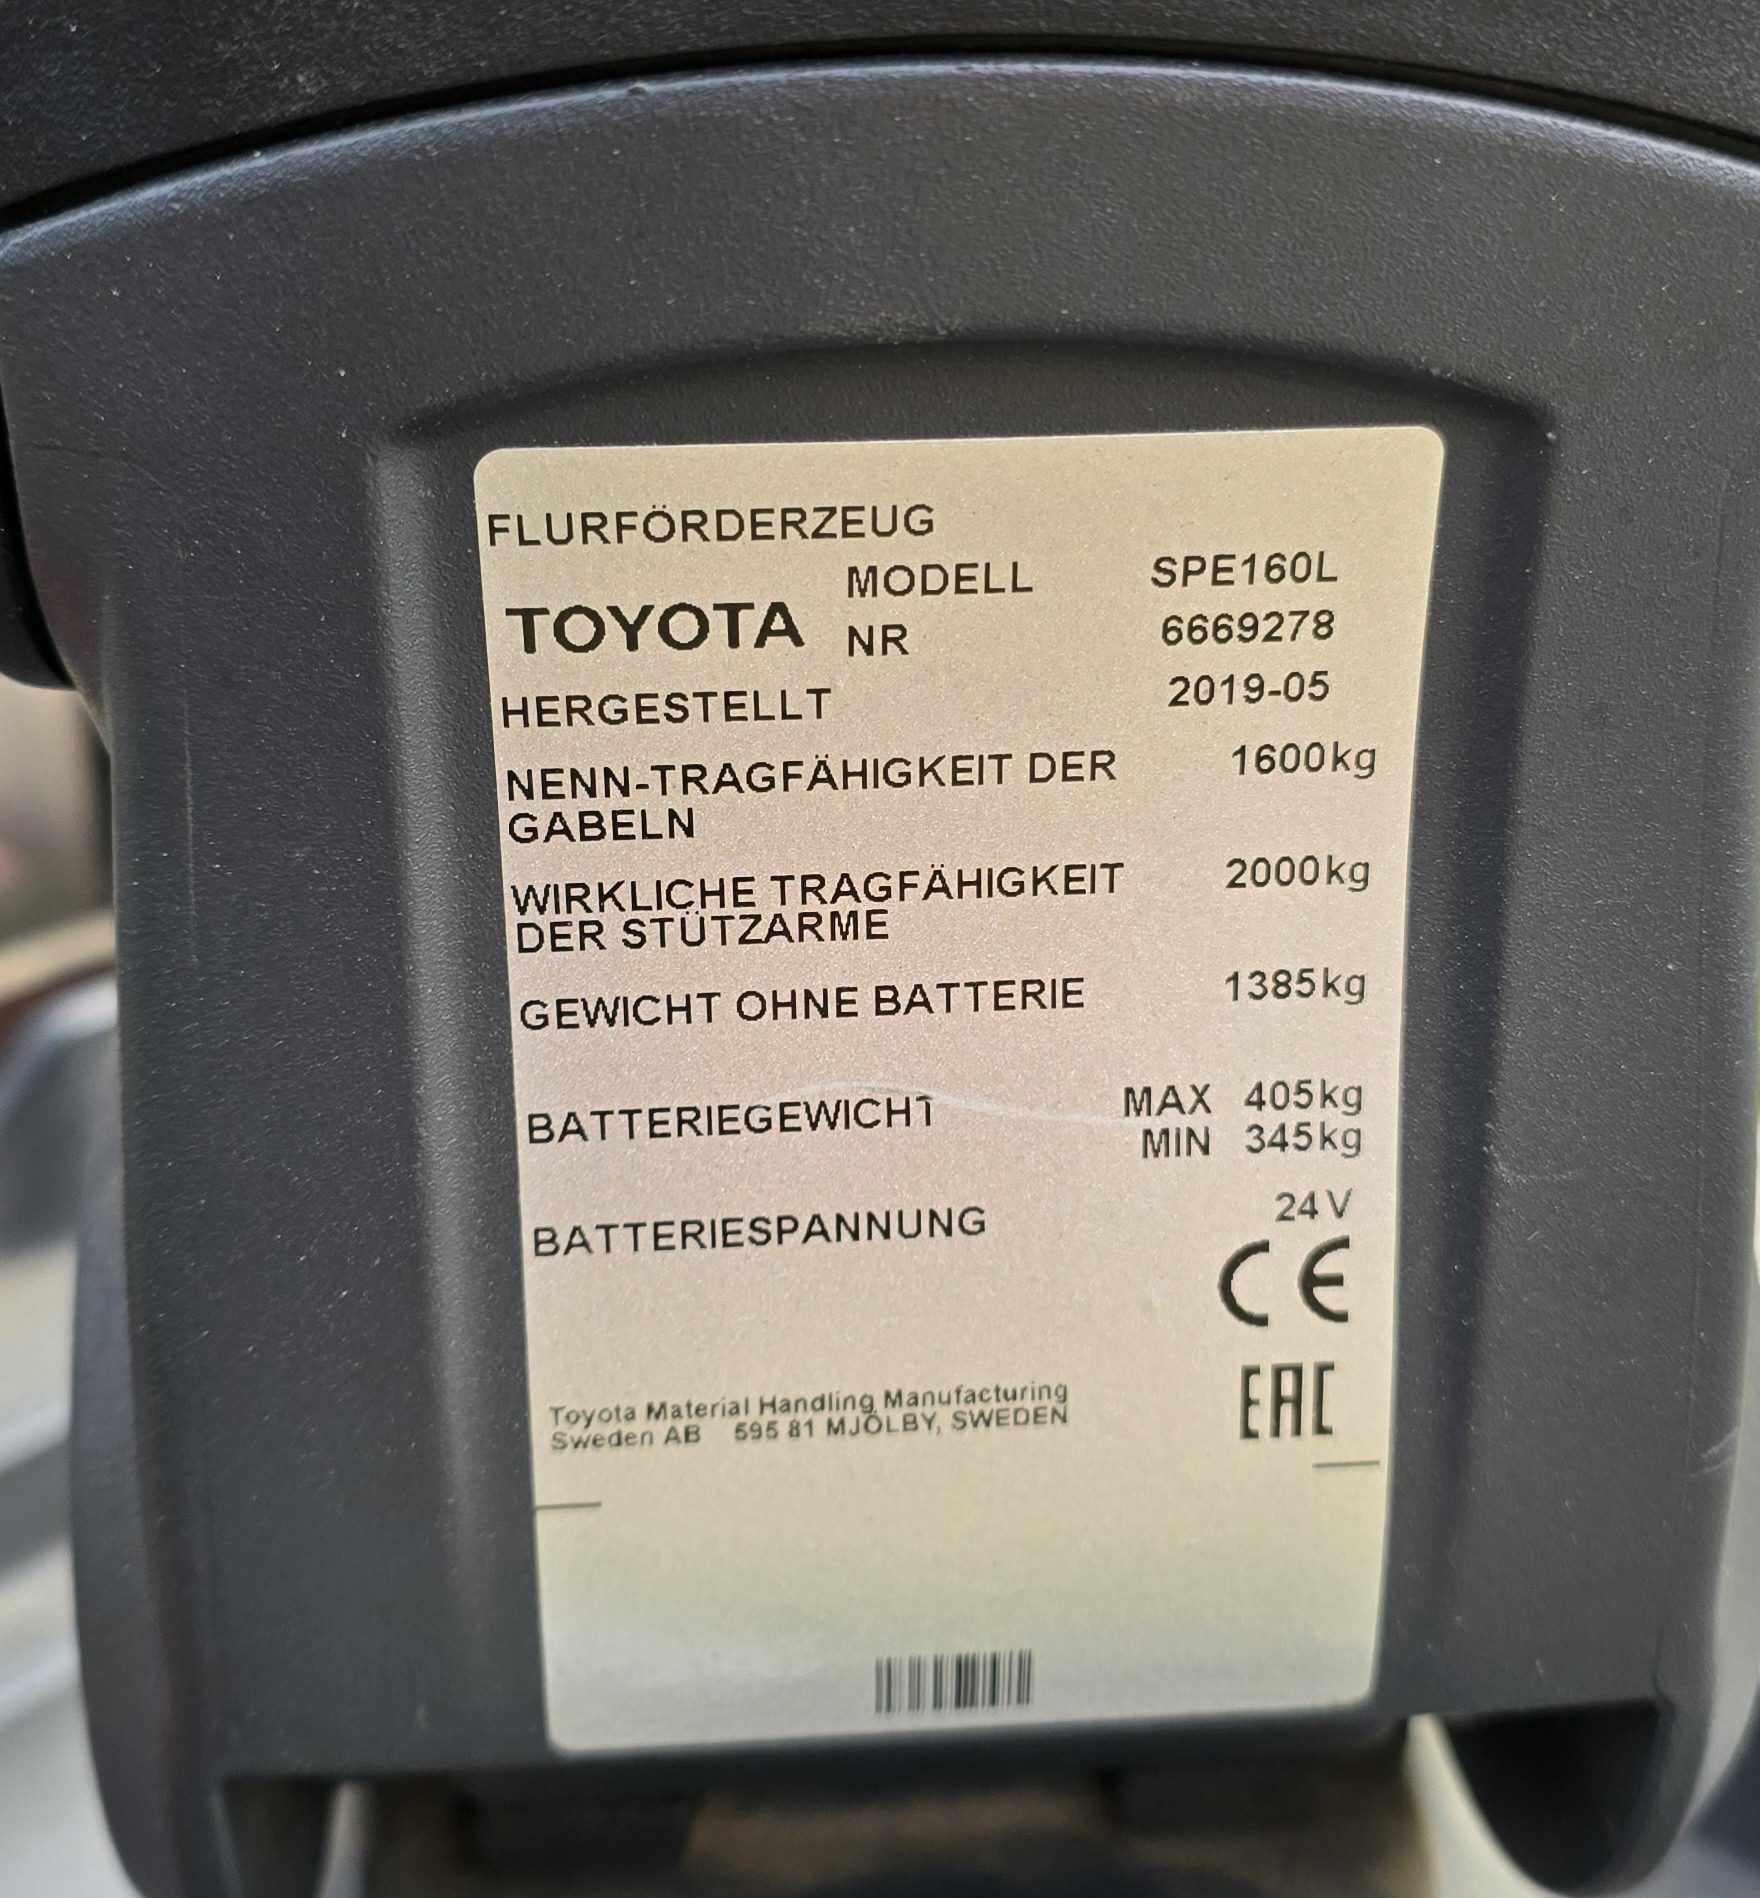 FLURFÖRDERZEUG
TOYOTA MODELL SPE160L
NR 6669278
HERGESTELLT 2019-05
NENN-TRAGFÄHIGKEIT DER 1600kg
GABELN
WIRKLICHE TRAGFÄHIGKEIT 2000kg
DER STÜTZARME
GEWICHT OHNE BATTERIE 1385kg
BATTERIEGEWICHT MAX 405kg
MIN 345kg
BATTERIESPANNUNG 24V
CE
EAC
Toyota Material Handling Manufacturing
Sweden AB 595 81 MJÖLBY, SWEDEN